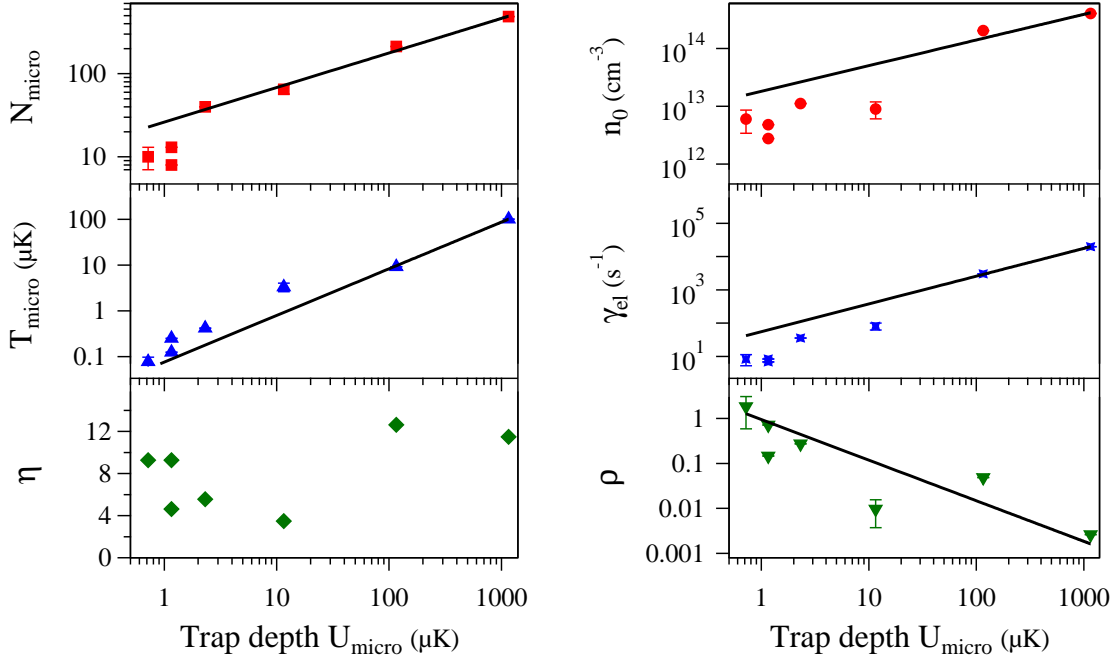 N_micro
100
10
n_0 (cm^-3)
10^14
10^13
10^12
T_micro (μK)
100
10
1
0.1
γ_el (s^-1)
10^5
10^3
10^1
η
12
8
4
0
ρ
1
0.1
0.01
0.001
1 10 100 1000
Trap depth U_micro (μK)
1 10 100 1000
Trap depth U_micro (μK)